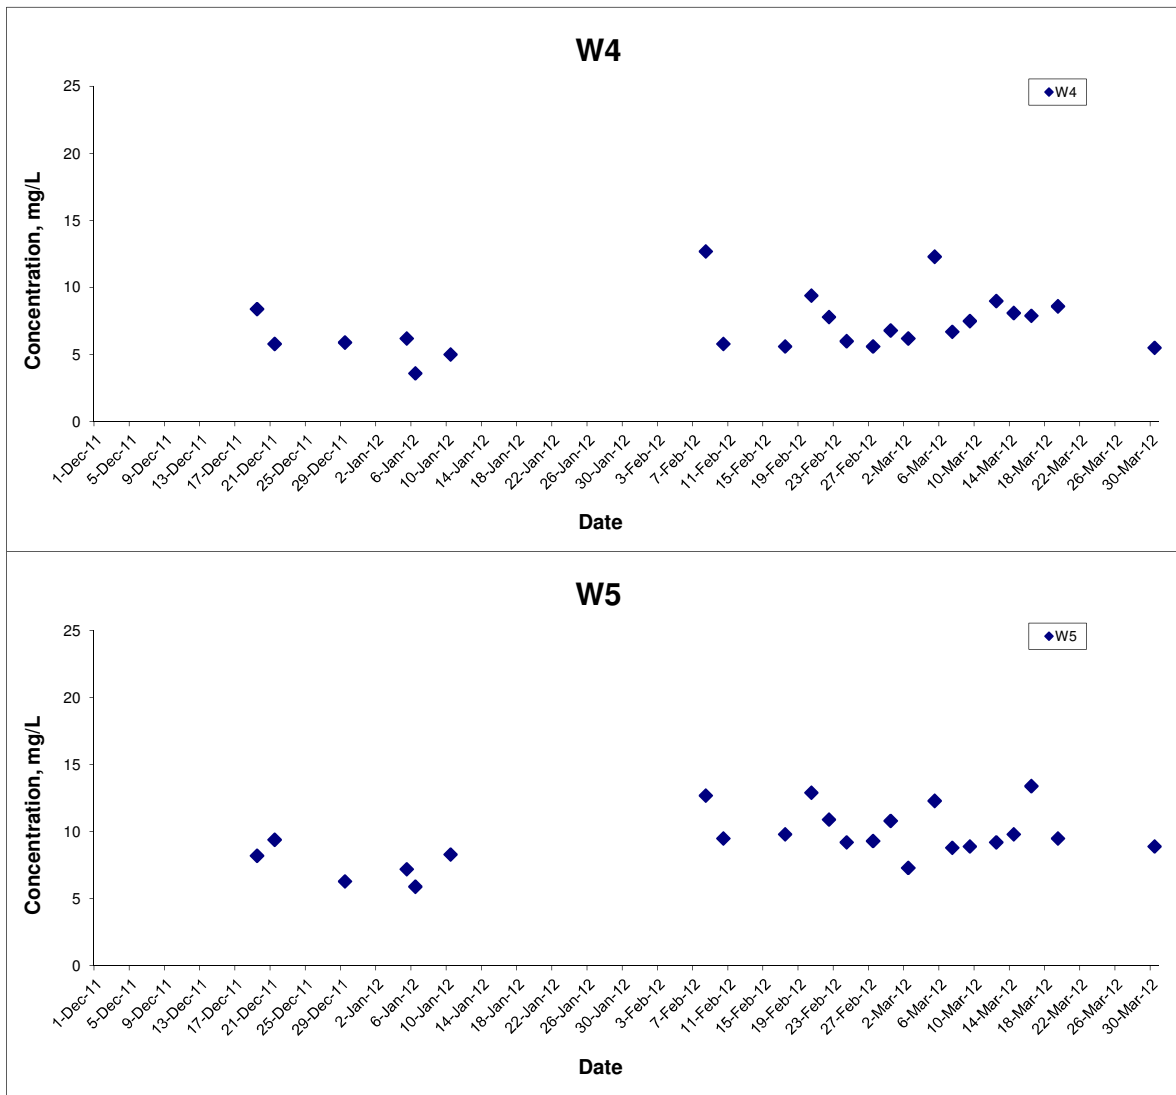 W4
W4
25
20
15
10
5
0
Concentration, mg/L
1-Dec-11
5-Dec-11
9-Dec-11
13-Dec-11
17-Dec-11
21-Dec-11
25-Dec-11
29-Dec-11
2-Jan-12
6-Jan-12
10-Jan-12
14-Jan-12
18-Jan-12
22-Jan-12
26-Jan-12
30-Jan-12
3-Feb-12
7-Feb-12
11-Feb-12
15-Feb-12
19-Feb-12
23-Feb-12
27-Feb-12
2-Mar-12
6-Mar-12
10-Mar-12
14-Mar-12
18-Mar-12
22-Mar-12
26-Mar-12
30-Mar-12
Date
W5
W5
25
20
15
10
5
0
Concentration, mg/L
1-Dec-11
5-Dec-11
9-Dec-11
13-Dec-11
17-Dec-11
21-Dec-11
25-Dec-11
29-Dec-11
2-Jan-12
6-Jan-12
10-Jan-12
14-Jan-12
18-Jan-12
22-Jan-12
26-Jan-12
30-Jan-12
3-Feb-12
7-Feb-12
11-Feb-12
15-Feb-12
19-Feb-12
23-Feb-12
27-Feb-12
2-Mar-12
6-Mar-12
10-Mar-12
14-Mar-12
18-Mar-12
22-Mar-12
26-Mar-12
30-Mar-12
Date